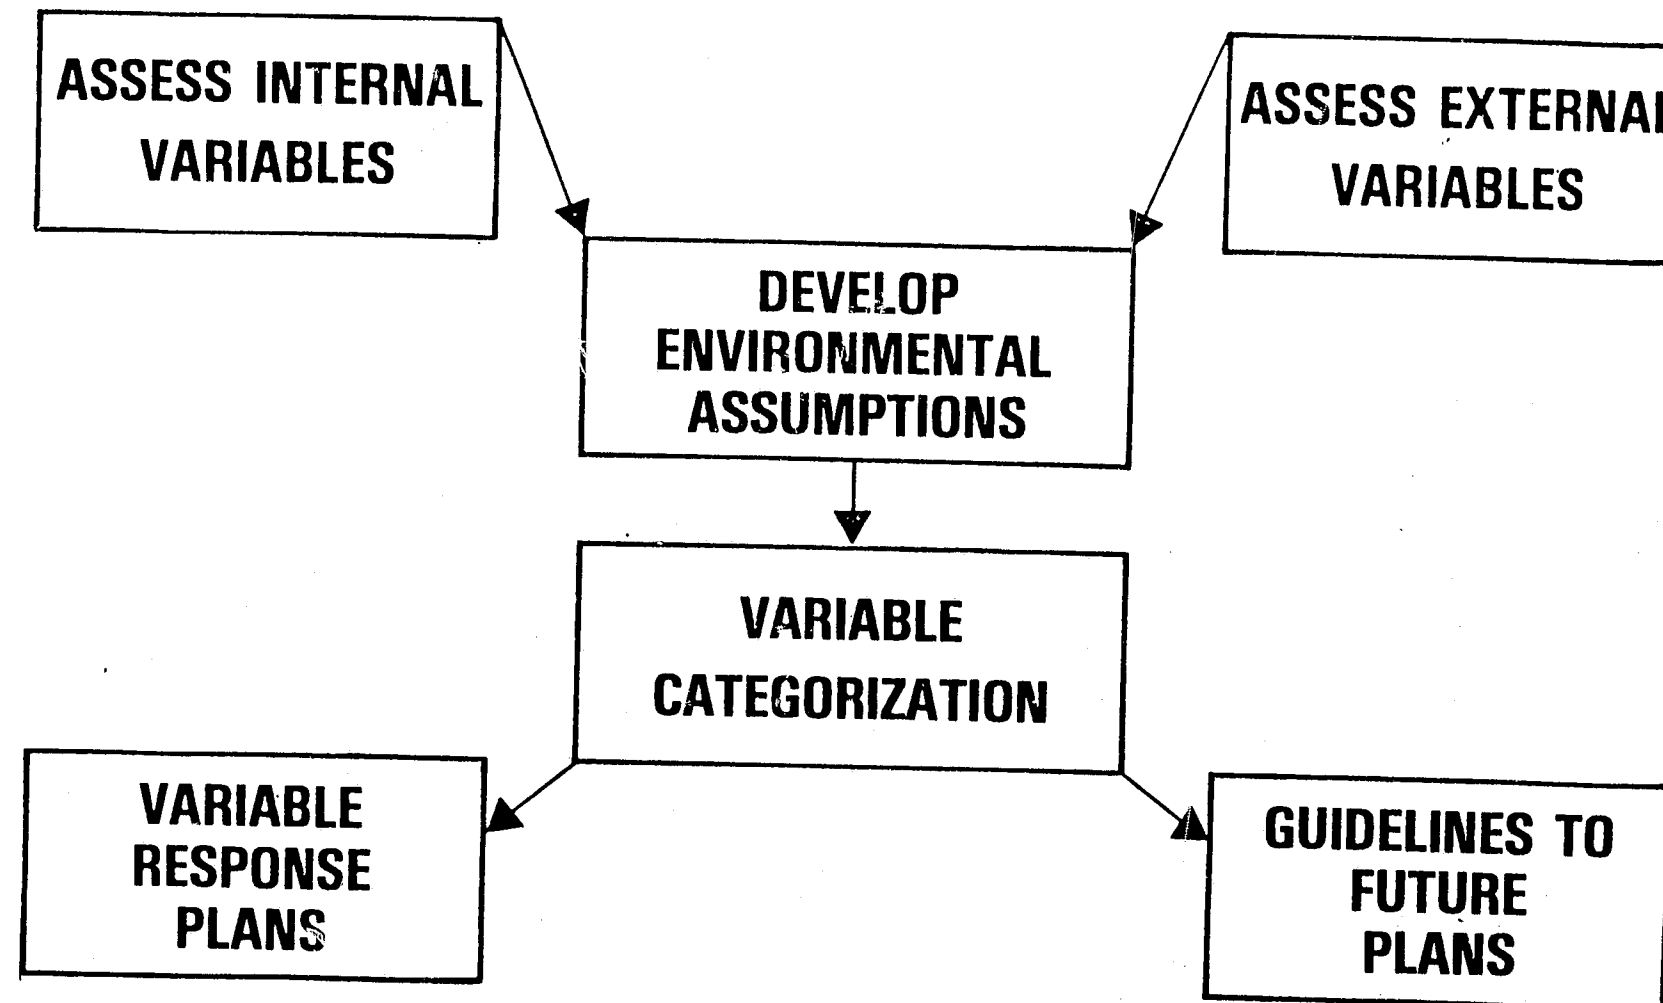 ASSESS INTERNAL
VARIABLES
ASSESS EXTERNAL
VARIABLES
DEVELOP
ENVIRONMENTAL
ASSUMPTIONS
VARIABLE
CATEGORIZATION
VARIABLE
RESPONSE
PLANS
GUIDELINES TO
FUTURE
PLANS